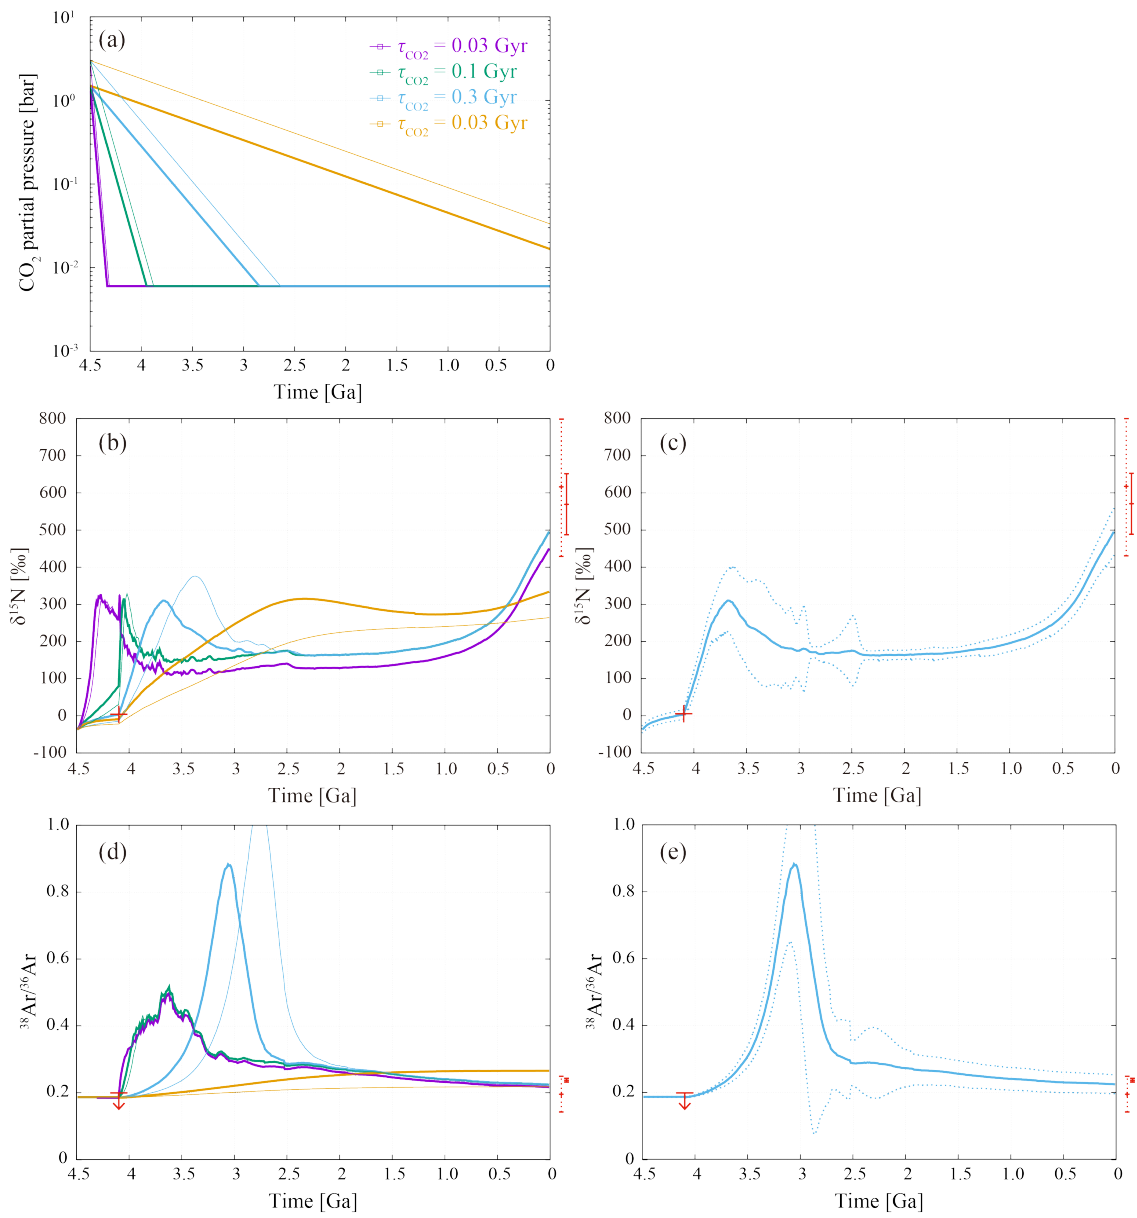 (a)
10¹
10⁰
10⁻¹
10⁻²
10⁻³
CO₂ partial pressure [bar]
τCO2 = 0.03 Gyr
τCO2 = 0.1 Gyr
τCO2 = 0.3 Gyr
τCO2 = 0.03 Gyr
4.5 4 3.5 3 2.5 2 1.5 1.0 0.5 0
Time [Ga]
(b)
800
700
600
500
400
300
200
100
0
-100
δ¹⁵N [‰]
4.5 4 3.5 3 2.5 2 1.5 1.0 0.5 0
Time [Ga]
(c)
800
700
600
500
400
300
200
100
0
-100
δ¹⁵N [‰]
4.5 4 3.5 3 2.5 2 1.5 1.0 0.5 0
Time [Ga]
(d)
1.0
0.8
0.6
0.4
0.2
0
³⁸Ar/³⁶Ar
4.5 4 3.5 3 2.5 2 1.5 1.0 0.5 0
Time [Ga]
(e)
1.0
0.8
0.6
0.4
0.2
0
³⁸Ar/³⁶Ar
4.5 4 3.5 3 2.5 2 1.5 1.0 0.5 0
Time [Ga]